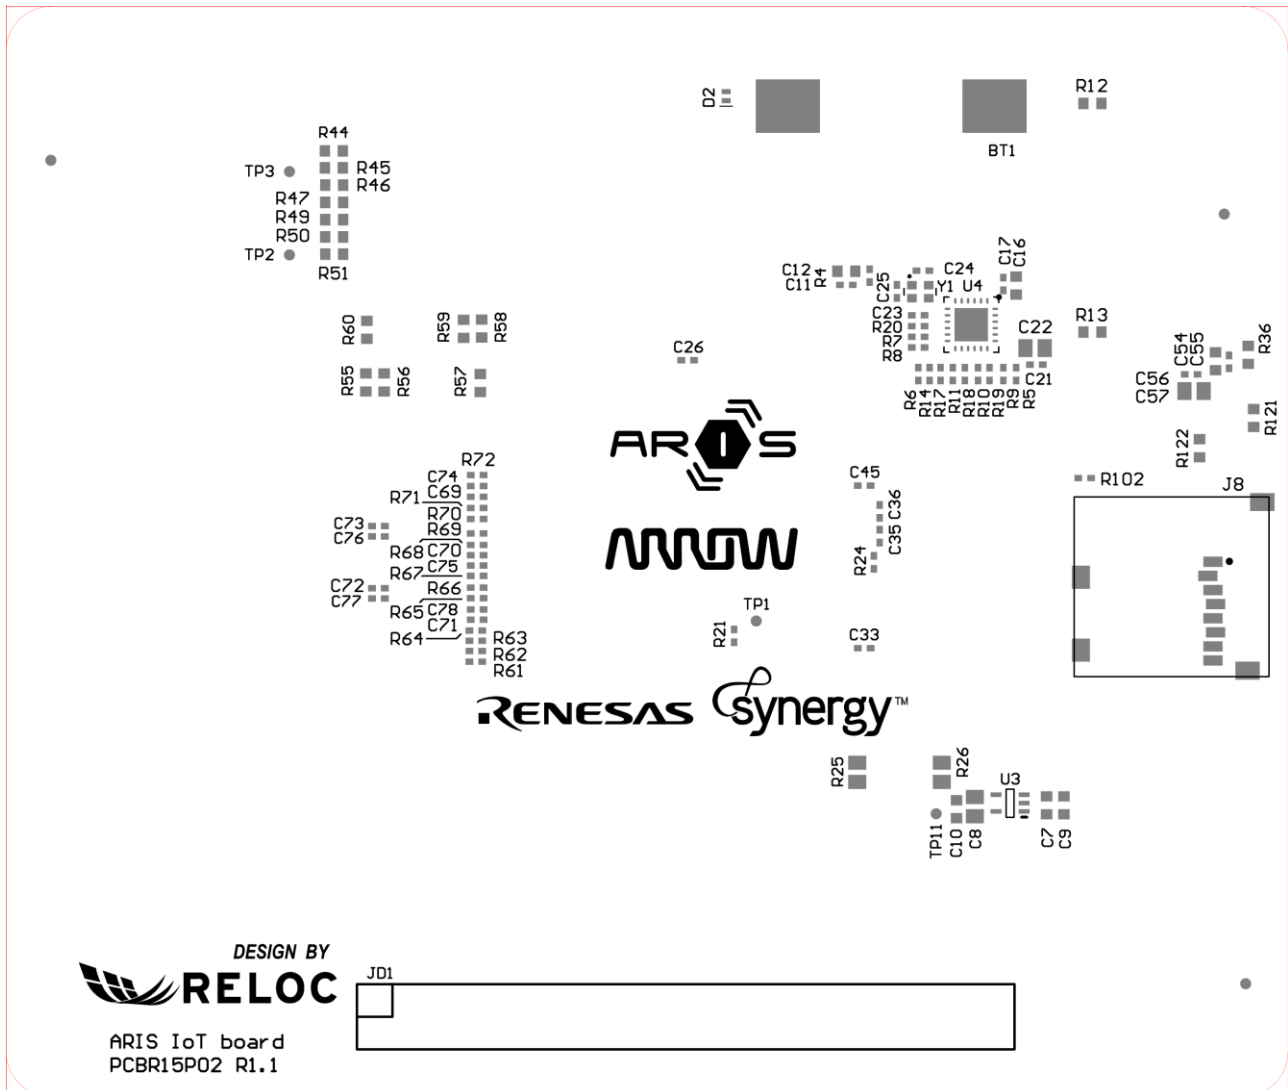 D2
R12
BT1
R44
TP3
R45
R46
R47
R49
R50
TP2
R51
C12
C11
R4
C25
C24
Y1 U4
C17
C16
R60
R59
R58
C23
R20
R7
R8
C22
R13
C26
C54
C55
R36
R55
R56
R57
C21
C56
C57
R6
R14
R17
R11
R18
R10
R19
R9
R5
R121
R122
ARIS
R72
C74
C69
R71
R70
R69
C73
C76
R68
C70
C75
R67
C72
C77
R66
R65
C78
C71
R64
R63
R62
R61
C45
C36
C35
R24
R102
J8
ARROW
TP1
R21
C33
RENESAS synergy™
R25
R26
U3
TP11
C10
C8
C7
C9
DESIGN BY
RELOC
JD1
ARIS IoT board
PCBR15P02 R1.1